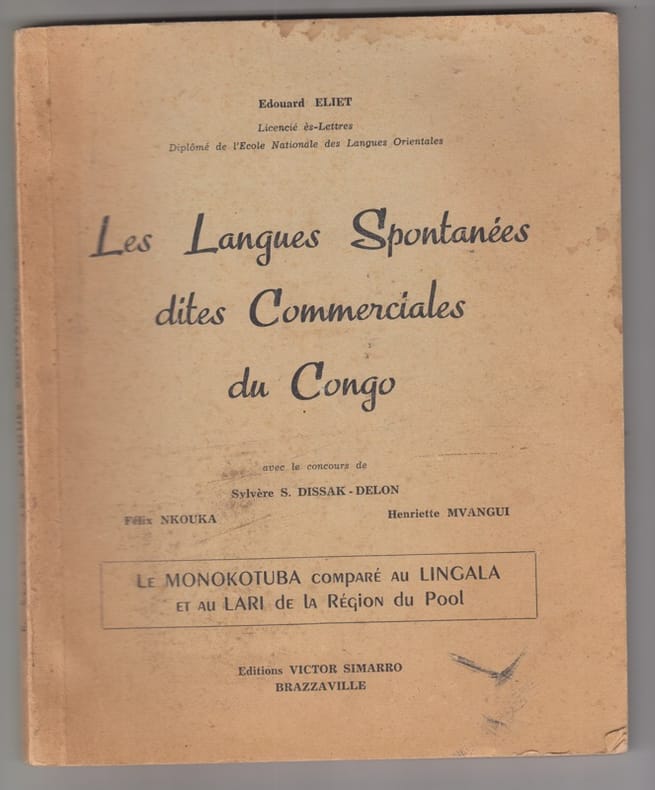 Edouard ELIET
Licencié ès-Lettres
Diplômé de l'Ecole Nationale des Langues Orientales
Les Langues Spontanées
dites Commerciales
du Congo
avec le concours de
Sylvère S. DISSAK-DELON
Félix NKOUKA Henriette MVANGUI
LE MONOKOTUBA COMPARÉ AU LINGALA
ET AU LARI de la Région du Pool
Editions VICTOR SIMARRO
BRAZZAVILLE